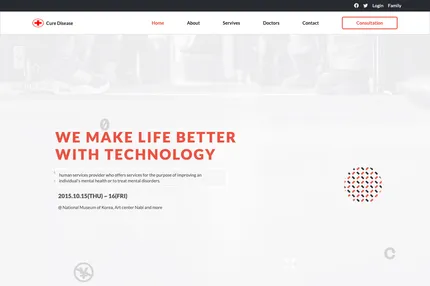 Login Family
Cure Disease Home About Servives Doctors Contact Consultation
WE MAKE LIFE BETTER
WITH TECHNOLOGY
human services provider who offers services for the purpose of improving an
individual's mental health or to treat mental disorders.
2015.10.15(THU) – 16(FRI)
@ National Museum of Korea, Art center Nabi and more